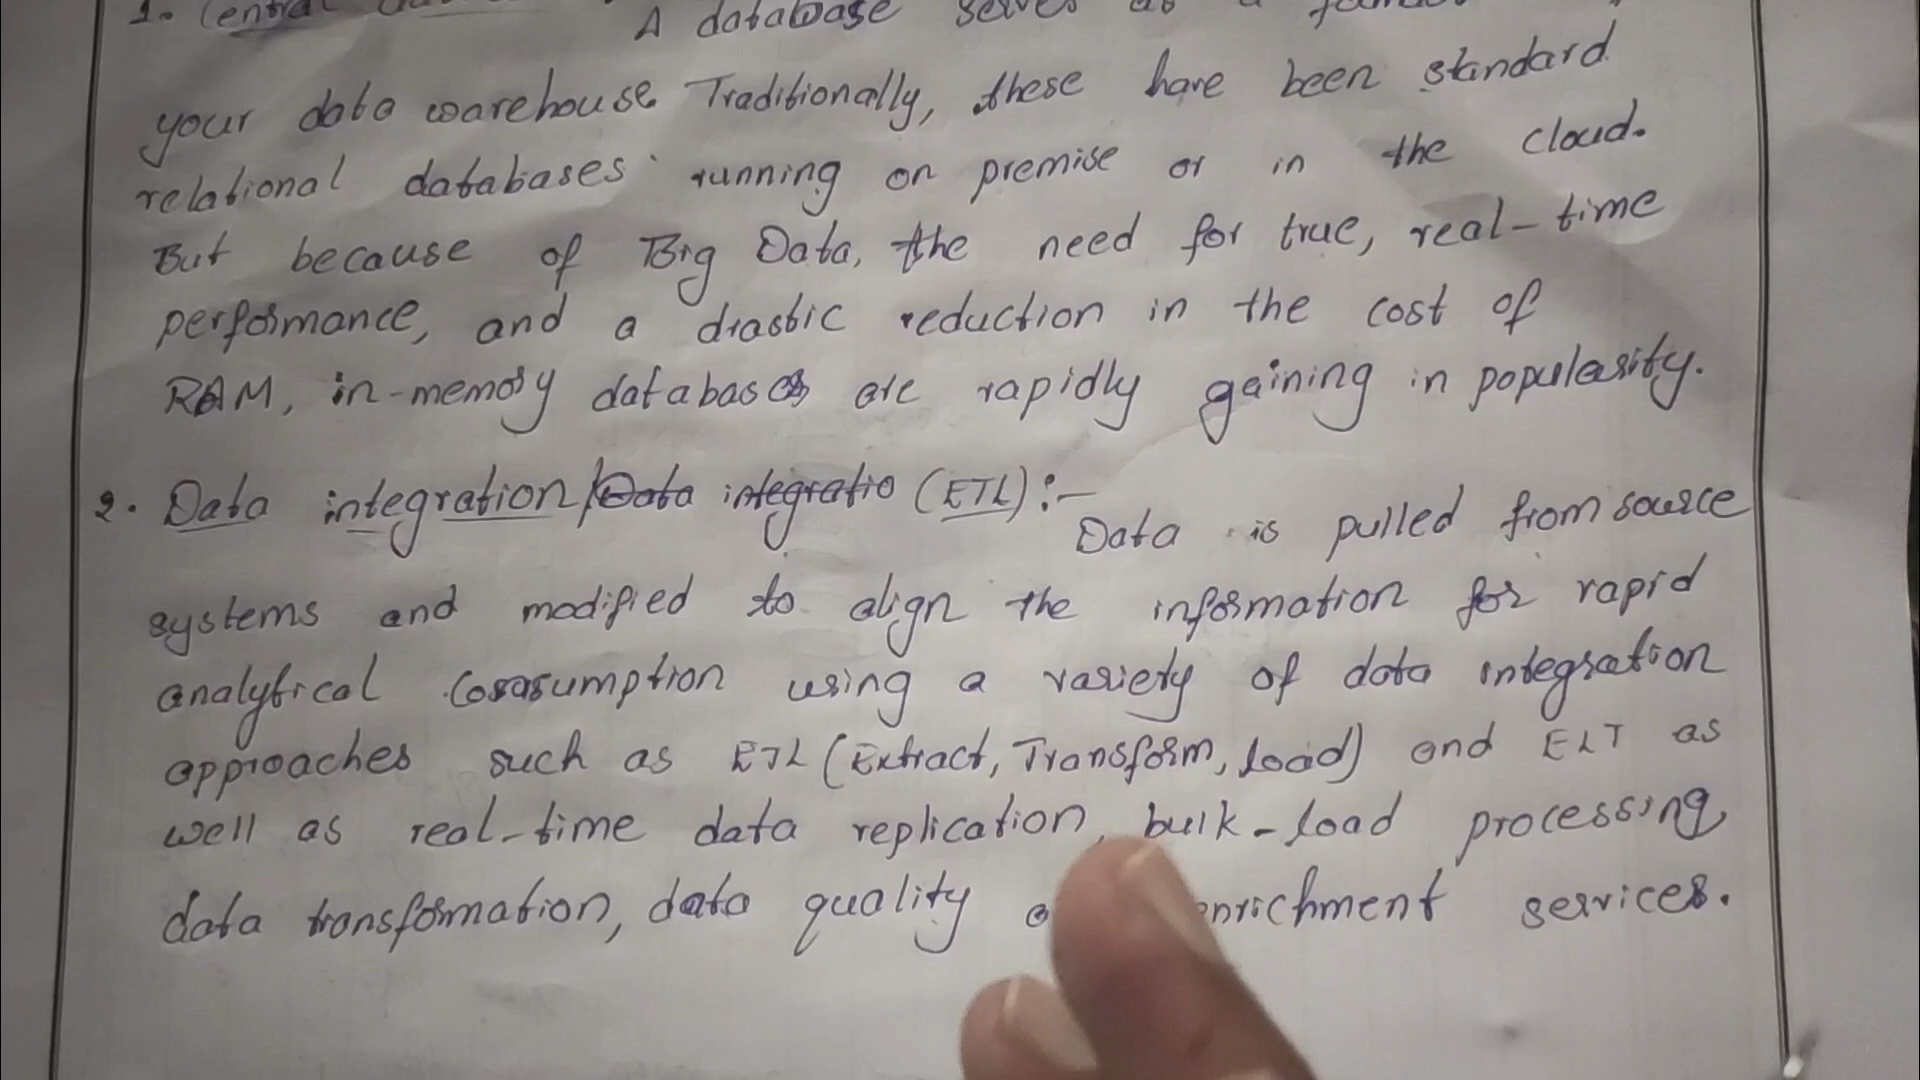 1. Central
A database serves as a
your data warehouse. Traditionally, these have been standard
relational databases running on premise or in the cloud.
But because of Big Data, the need for true, real-time
performance, and a drastic reduction in the cost of
RAM, in-memory databases are rapidly gaining in popularity.
2. Data integration/Data integratio (ETL):-
Data is pulled from source
systems and modified to align the information for rapid
analytical consumption using a variety of data integration
approaches such as ETL (Extract, Transform, load) and ELT as
well as real-time data replication, bulk-load processing,
data transformation, data quality enrichment services.